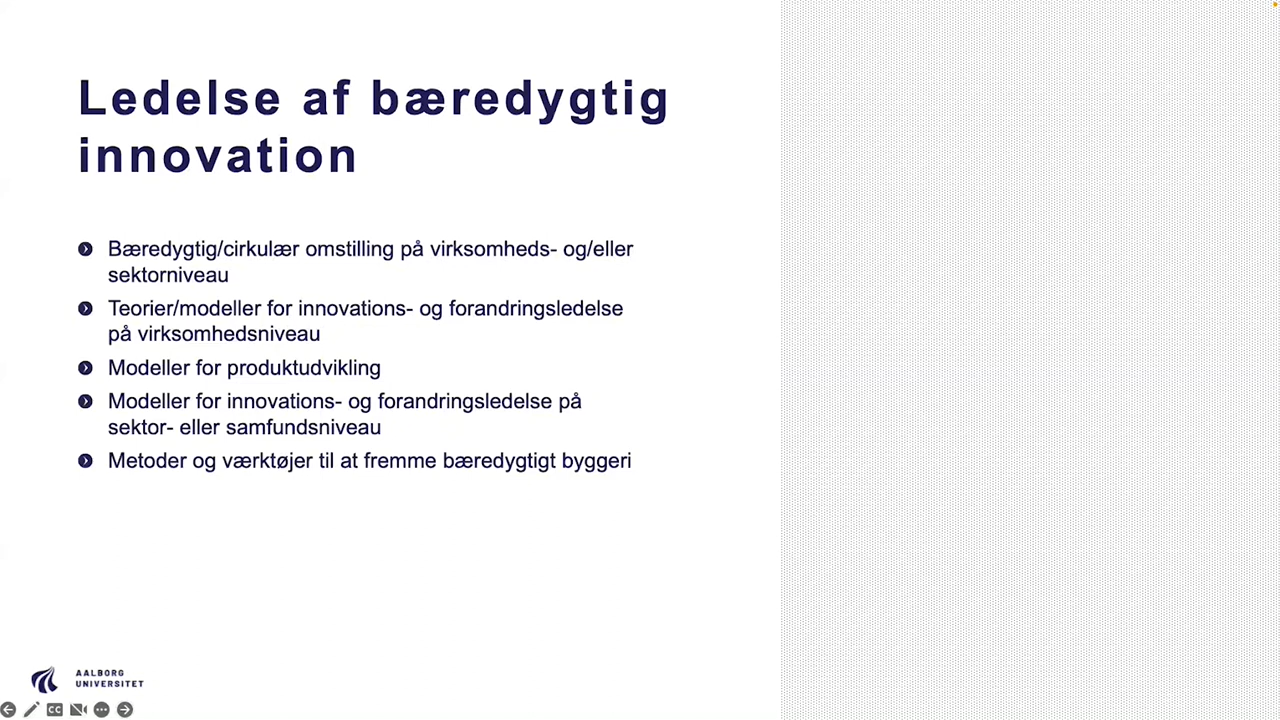 Ledelse af bæredygtig
innovation
Bæredygtig/cirkulær omstilling på virksomheds- og/eller
sektorniveau
Teorier/modeller for innovations- og forandringsledelse
på virksomhedsniveau
Modeller for produktudvikling
Modeller for innovations- og forandringsledelse på
sektor- eller samfundsniveau
Metoder og værktøjer til at fremme bæredygtigt byggeri
AALBORG
UNIVERSITET
CC